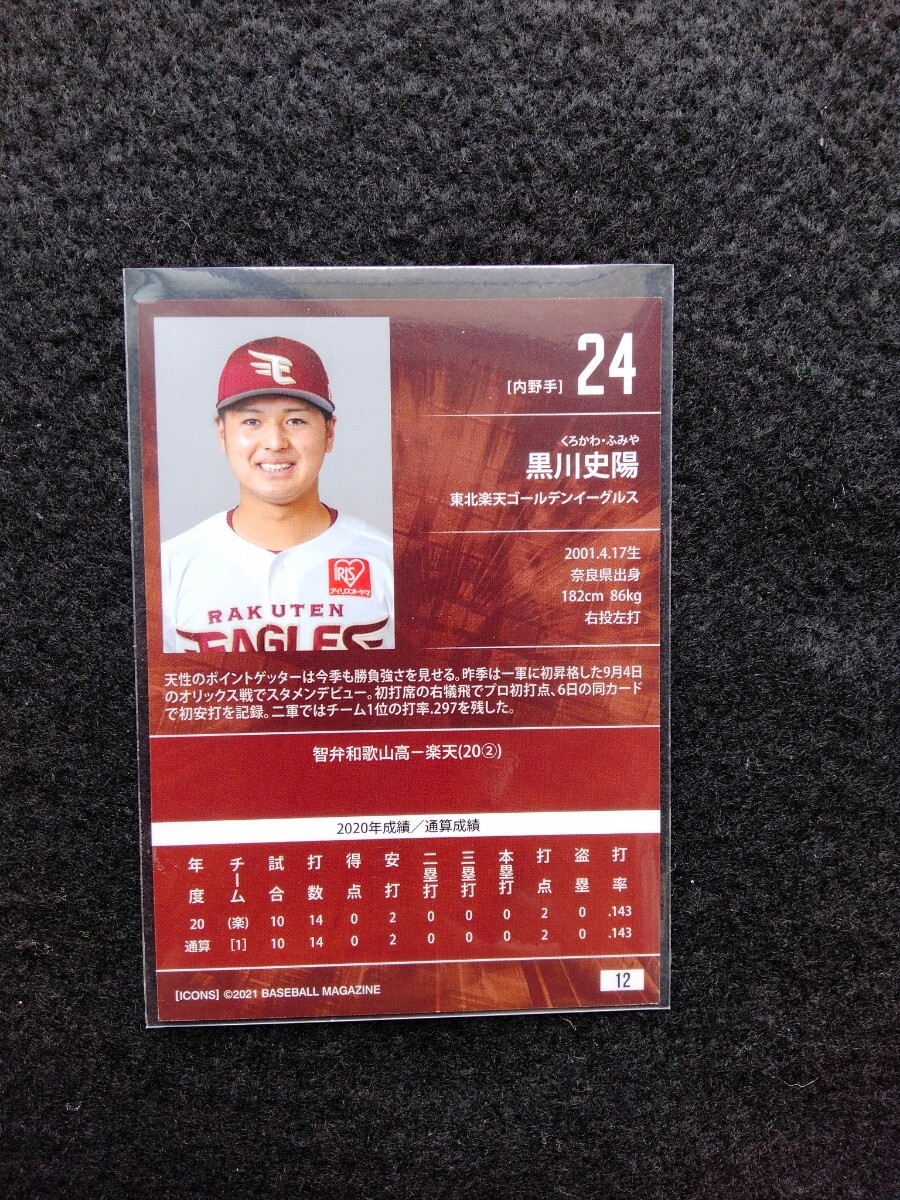 24
[内野手]
くろかわ・ふみや
黒川史陽
東北楽天ゴールデンイーグルス
2001.4.17生
奈良県出身
182cm 86kg
右投左打
E
IRIS
アイリスオーヤマ
RAKUTEN
EAGLES
天性のポイントゲッターは今季も勝負強さを見せる。昨季は一軍に初昇格した9月4日
のオリックス戦でスタメンデビュー。初打席の右犠飛でプロ初打点、6日の同カード
で初安打を記録。二軍ではチーム1位の打率.297を残した。
智弁和歌山高－楽天(20②)
2020年成績／通算成績
年度 チーム 試合 打数 得点 安打 二塁打 三塁打 本塁打 打点 盗塁 打率
20 (楽) 10 14 0 2 0 0 0 2 0 .143
通算 [1] 10 14 0 2 0 0 0 2 0 .143
[ICONS] ©2021 BASEBALL MAGAZINE
12